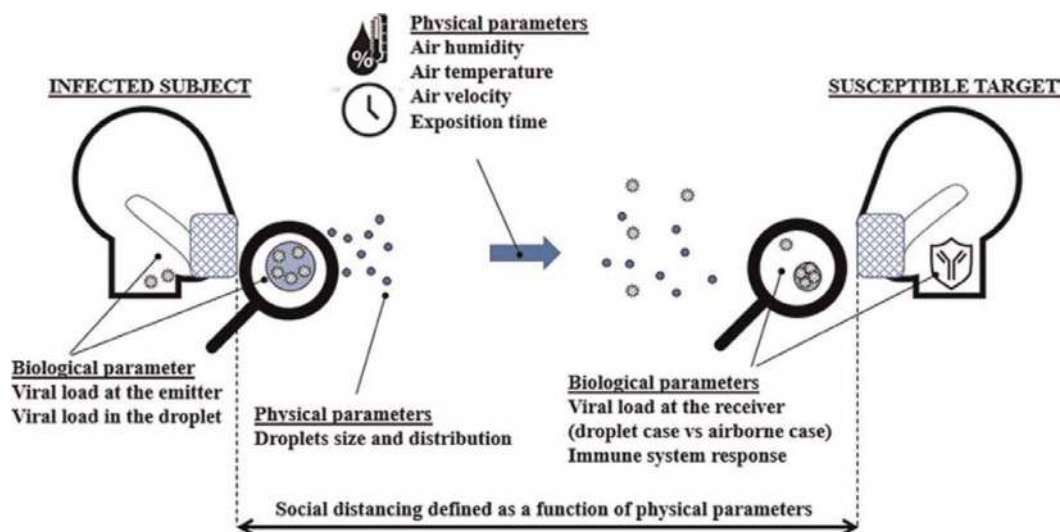 Physical parameters
Air humidity
Air temperature
Air velocity
Exposition time
%
INFECTED SUBJECT
SUSCEPTIBLE TARGET
Biological parameter
Viral load at the emitter
Viral load in the droplet
Physical parameters
Droplets size and distribution
Biological parameters
Viral load at the receiver
(droplet case vs airborne case)
Immune system response
Social distancing defined as a function of physical parameters